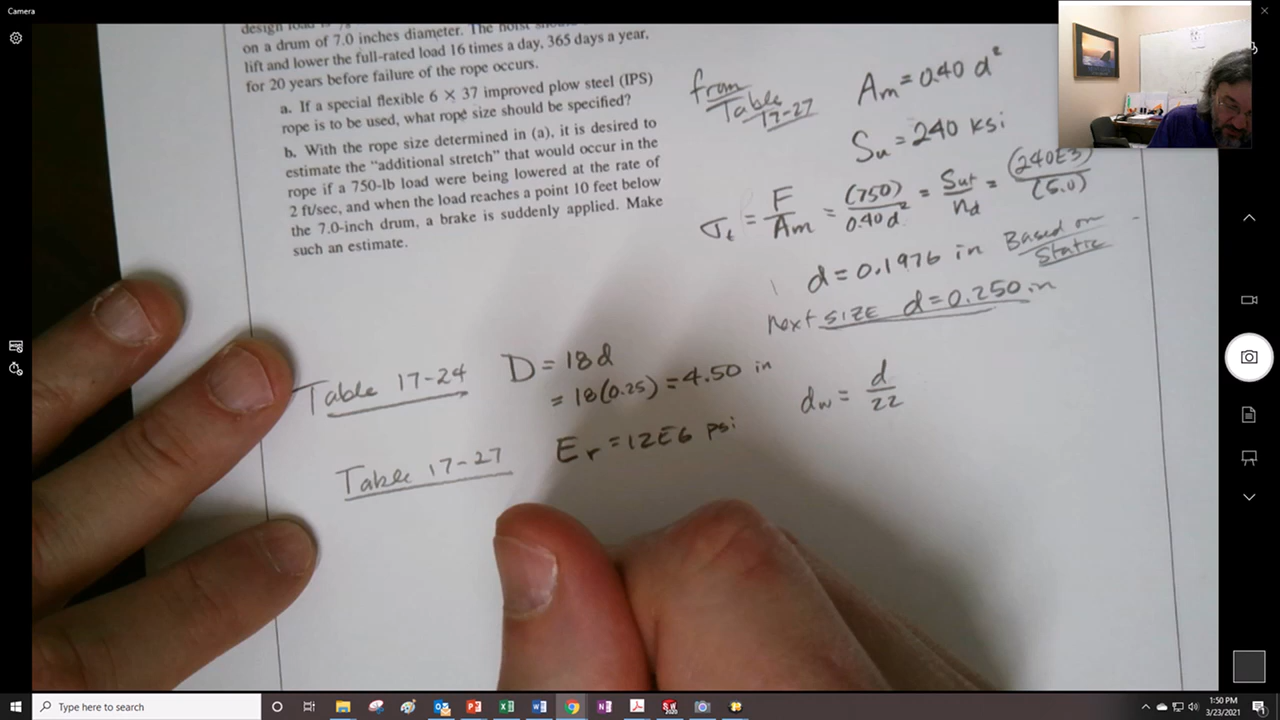 Camera
design load
on a drum of 7.0 inches diameter. The hoist
lift and lower the full-rated load 16 times a day, 365 days a year,
for 20 years before failure of the rope occurs.
a. If a special flexible 6 × 37 improved plow steel (IPS)
rope is to be used, what rope size should be specified?
b. With the rope size determined in (a), it is desired to
estimate the “additional stretch” that would occur in the
rope if a 750-lb load were being lowered at the rate of
2 ft/sec, and when the load reaches a point 10 feet below
the 7.0-inch drum, a brake is suddenly applied. Make
such an estimate.
from
Table
17-27
Am = 0.40 d²
Su = 240 ksi
σt = F/Am = (750)/0.40d² = Sut/nd = (240E3)/(5.0)
d = 0.1976 in Based on
static
next SIZE d = 0.250 in
Table 17-24 D = 18d
= 18(0.25) = 4.50 in
dw = d/22
Table 17-27 Er = 12E6 psi
Type here to search
1:50 PM
3/23/2021